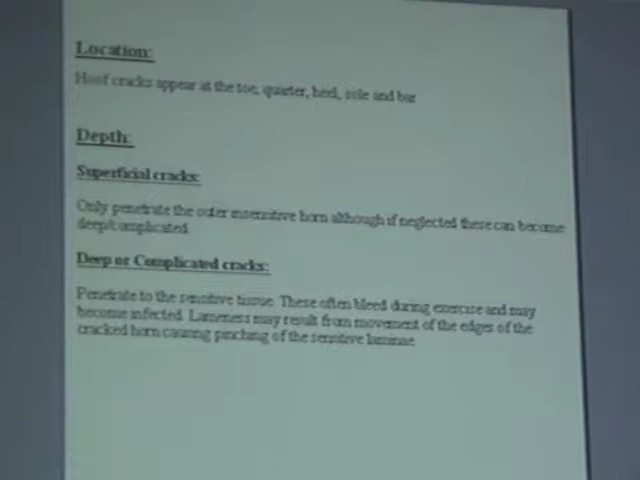 Location:
Hoof cracks appear at the toe, quarter, heel, sole and bar
Depth:
Superficial cracks:
Only penetrate the outer insensitive horn although if neglected these can become
deep/complicated.
Deep or Complicated cracks:
Penetrate to the sensitive tissue. These often bleed during exercise and may
become infected. Lameness may result from movement of the edges of the
cracked horn causing pinching of the sensitive laminae